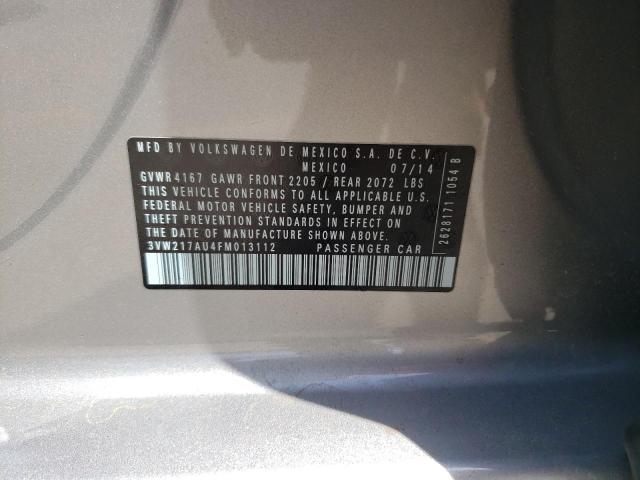 MFD BY VOLKSWAGEN DE MEXICO S.A. DE C.V.
MEXICO 07/14
GVWR 4167 GAWR FRONT 2205 / REAR 2072 LBS
THIS VEHICLE CONFORMS TO ALL APPLICABLE U.S.
FEDERAL MOTOR VEHICLE SAFETY, BUMPER AND
THEFT PREVENTION STANDARDS IN EFFECT ON
THE DATE OF MANUFACTURE SHOWN ABOVE.
3VW217AU4FM013112 PASSENGER CAR
2628171 1054 B